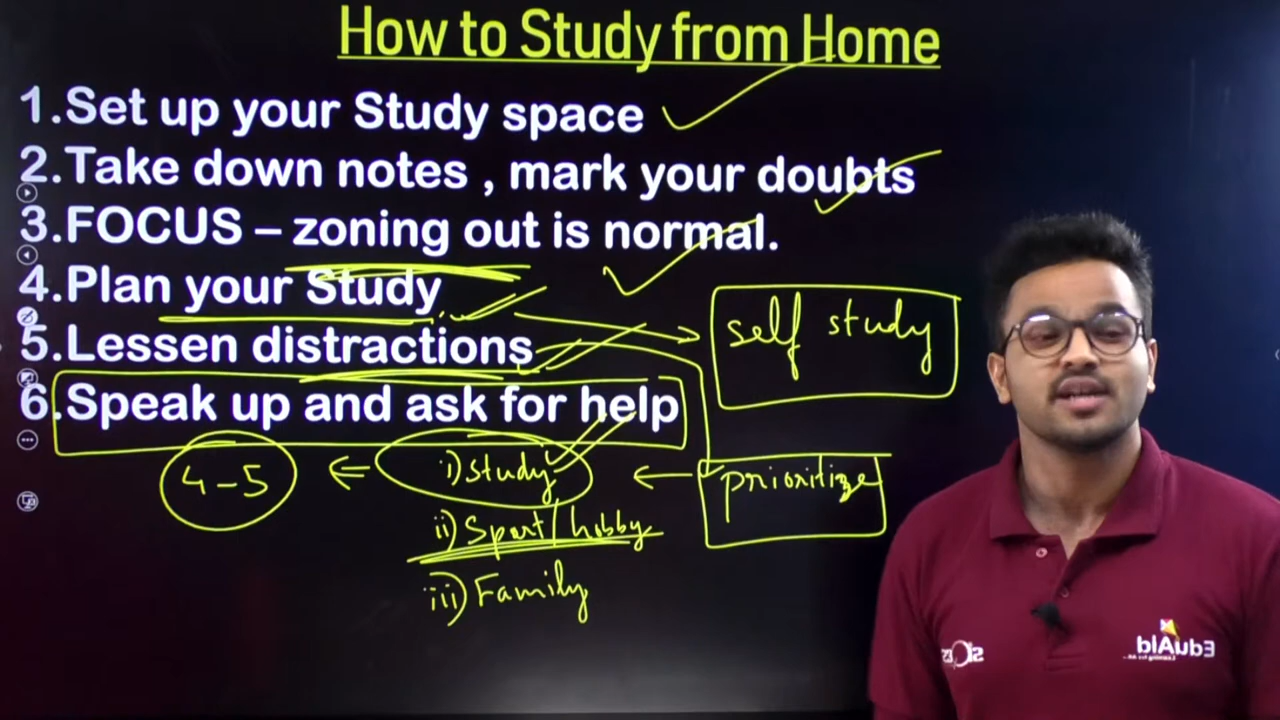 How to Study from Home
1.Set up your Study space
2.Take down notes , mark your doubts
3.FOCUS – zoning out is normal.
4.Plan your Study
5.Lessen distractions
6.Speak up and ask for help
self study
4-5 ← i) study ← prioritize
ii) Sport/hobby
iii) Family
EduAid